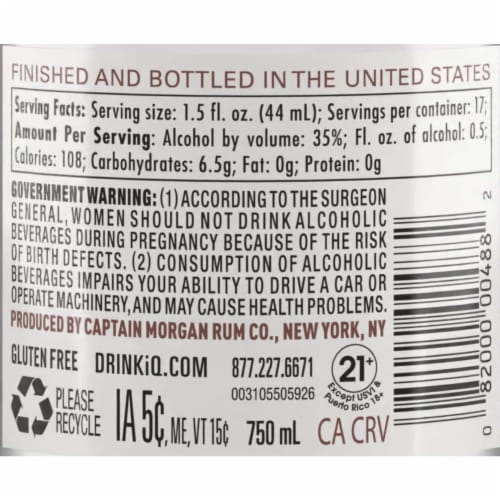 FINISHED AND BOTTLED IN THE UNITED STATES
Serving Facts: Serving size: 1.5 fl. oz. (44 mL); Servings per container: 17;
Amount Per Serving: Alcohol by volume: 35%; Fl. oz. of alcohol: 0.5;
Calories: 108; Carbohydrates: 6.5g; Fat: 0g; Protein: 0g
GOVERNMENT WARNING: (1) ACCORDING TO THE SURGEON
GENERAL, WOMEN SHOULD NOT DRINK ALCOHOLIC
BEVERAGES DURING PREGNANCY BECAUSE OF THE RISK
OF BIRTH DEFECTS. (2) CONSUMPTION OF ALCOHOLIC
BEVERAGES IMPAIRS YOUR ABILITY TO DRIVE A CAR OR
OPERATE MACHINERY, AND MAY CAUSE HEALTH PROBLEMS.
PRODUCED BY CAPTAIN MORGAN RUM CO., NEW YORK, NY
GLUTEN FREE DRINKiQ.COM 877.227.6671
003105505926
21+
Except USVI &
Puerto Rico 18+
PLEASE
RECYCLE
IA 5¢, ME, VT 15¢ 750 mL CA CRV
0 82000 00488 2